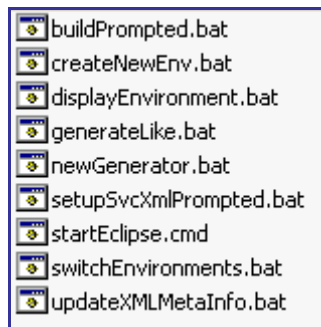 buildPrompted.bat
createNewEnv.bat
displayEnvironment.bat
generateLike.bat
newGenerator.bat
setupSvcXmlPrompted.bat
startEclipse.cmd
switchEnvironments.bat
updateXMLMetaInfo.bat